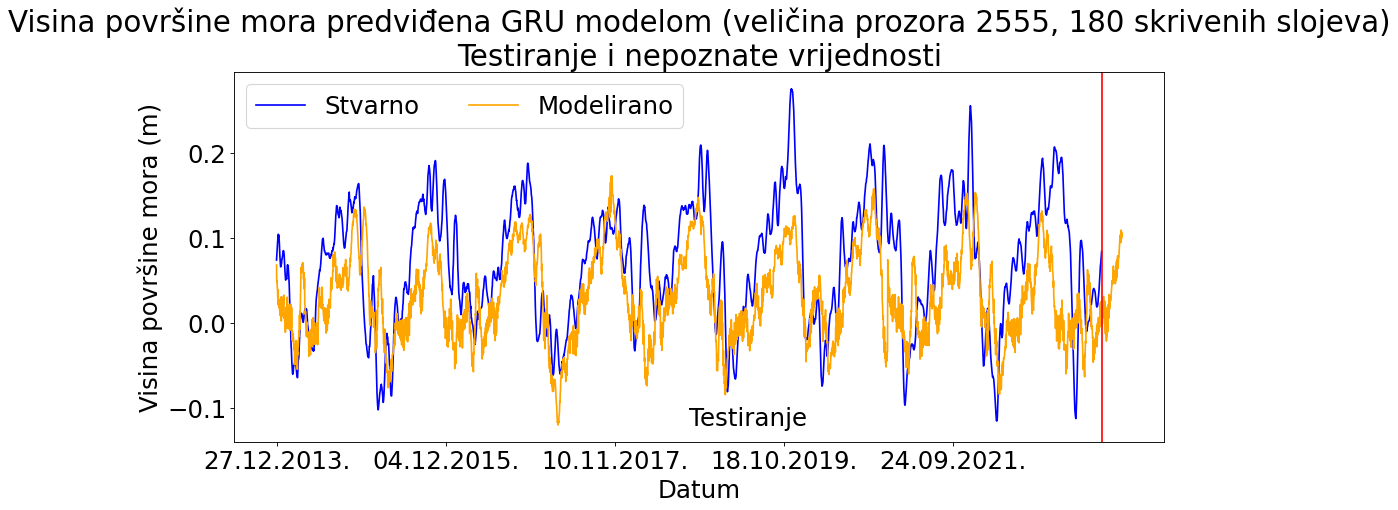 Visina površine mora predviđena GRU modelom (veličina prozora 2555, 180 skrivenih slojeva)
Testiranje i nepoznate vrijednosti
Stvarno
Modelirano
Visina površine mora (m)
0.2
0.1
0.0
−0.1
Testiranje
27.12.2013.
04.12.2015.
10.11.2017.
18.10.2019.
24.09.2021.
Datum